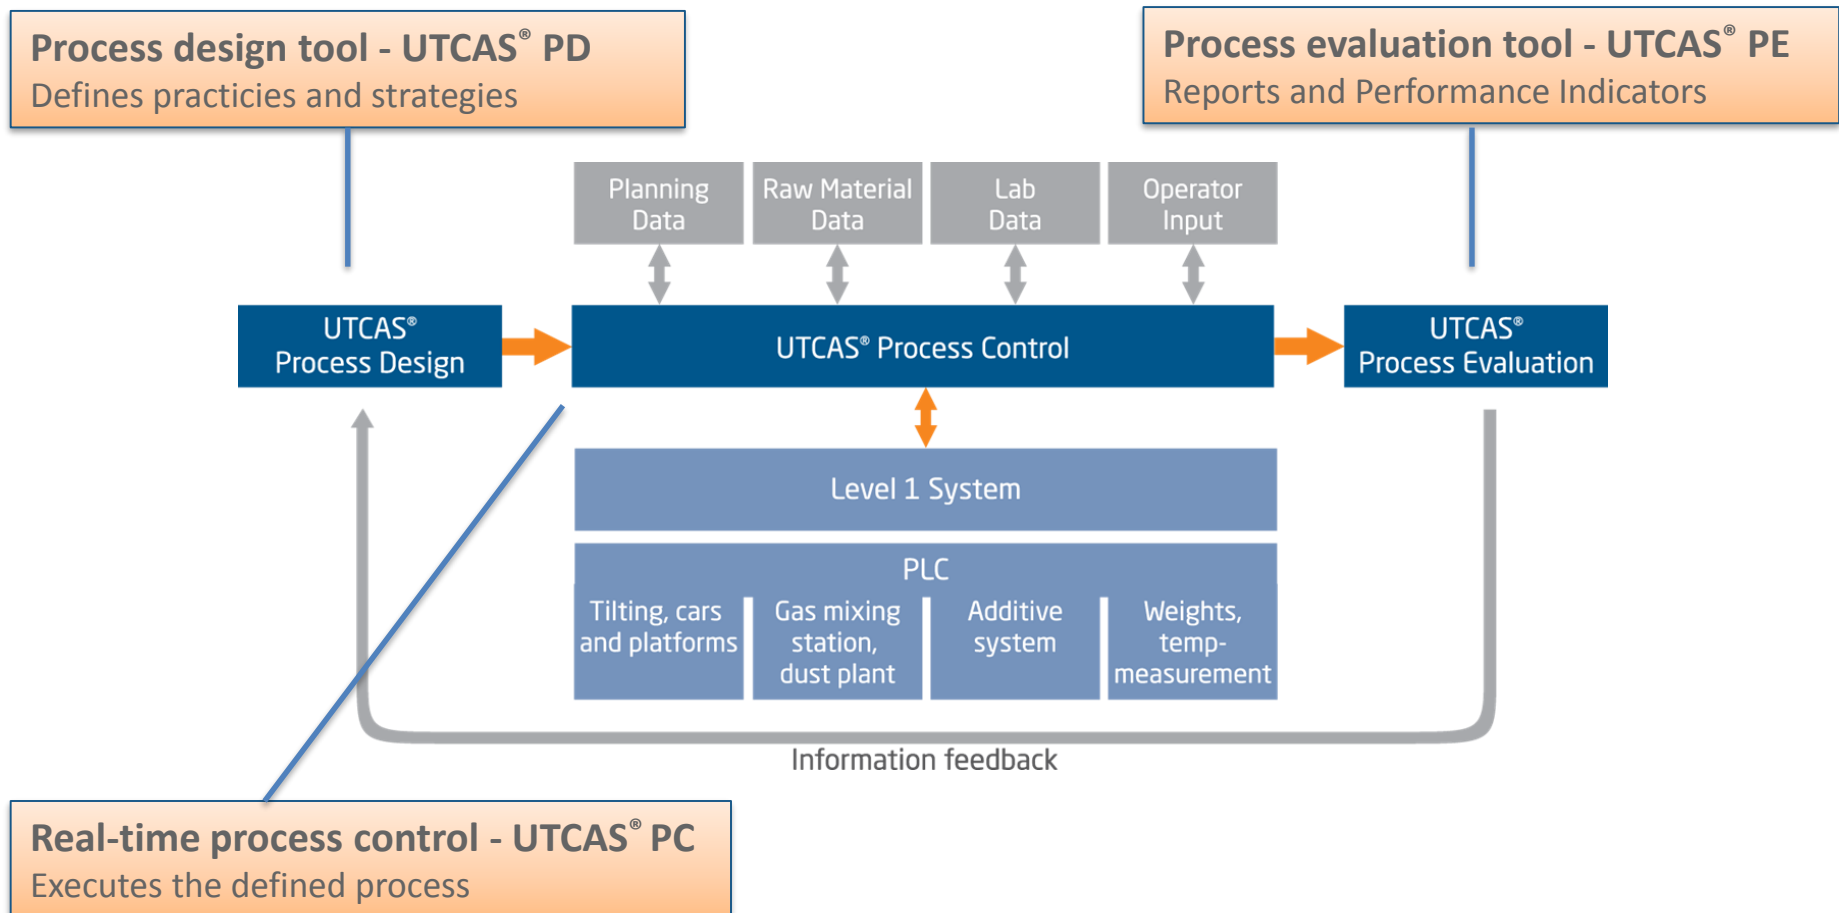 Process design tool - UTCAS® PD
Defines practicies and strategies
Process evaluation tool - UTCAS® PE
Reports and Performance Indicators
Planning
Data
Raw Material
Data
Lab
Data
Operator
Input
UTCAS®
Process Design
UTCAS® Process Control
UTCAS®
Process Evaluation
Level 1 System
PLC
Tilting, cars
and platforms
Gas mixing
station,
dust plant
Additive
system
Weights,
temp-
measurement
Information feedback
Real-time process control - UTCAS® PC
Executes the defined process